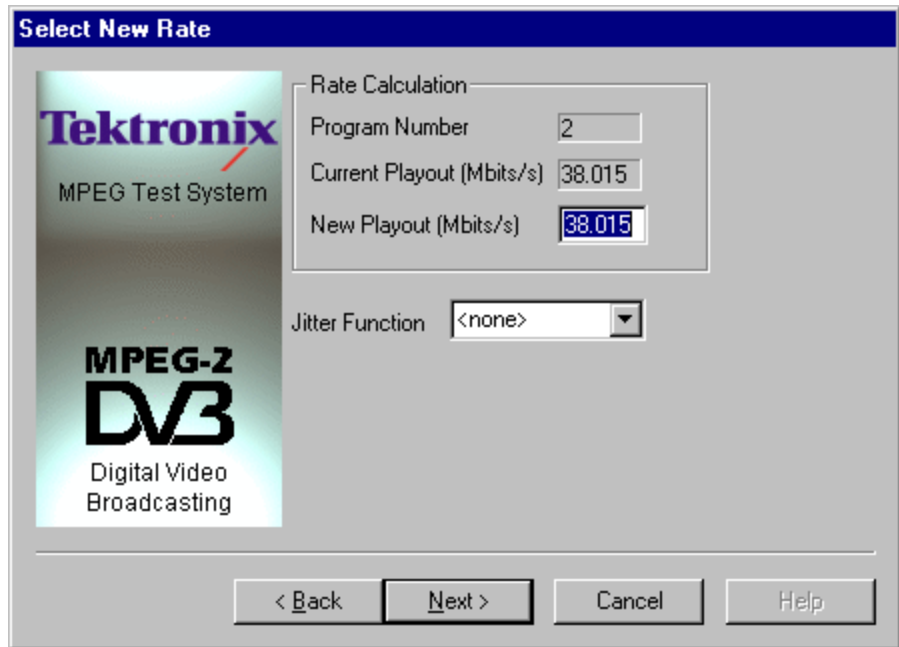 Select New Rate
Tektronix
MPEG Test System
MPEG-2
DVB
Digital Video
Broadcasting
Rate Calculation
Program Number 2
Current Playout (Mbits/s) 38.015
New Playout (Mbits/s) 38.015
Jitter Function <none>
< Back Next > Cancel Help